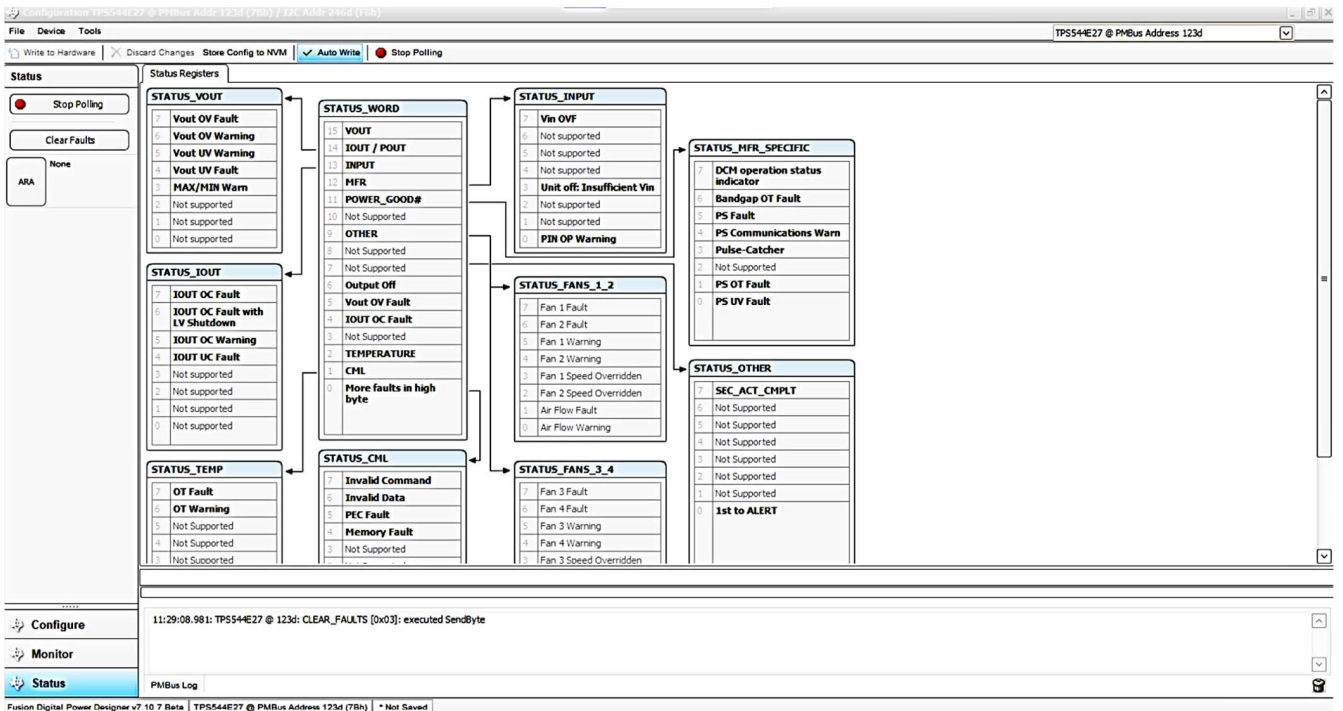 Configuration TPS544E27 @ PMBus Addr 123d (7Bh) / I2C Addr 246d (F6h)
File Device Tools
TPS544E27 @ PMBus Address 123d
Write to Hardware Discard Changes Store Config to NVM Auto Write Stop Polling
Status
Stop Polling
Clear Faults
ARA
None
Status Registers
STATUS_VOUT
7 Vout OV Fault
6 Vout OV Warning
5 Vout UV Warning
4 Vout UV Fault
3 MAX/MIN Warn
2 Not supported
1 Not supported
0 Not supported
STATUS_IOUT
7 IOUT OC Fault
6 IOUT OC Fault with
LV Shutdown
5 IOUT OC Warning
4 IOUT UC Fault
3 Not supported
2 Not supported
1 Not supported
0 Not supported
STATUS_TEMP
7 OT Fault
6 OT Warning
5 Not Supported
4 Not Supported
3 Not Supported
STATUS_WORD
15 VOUT
14 IOUT / POUT
13 INPUT
12 MFR
11 POWER_GOOD#
10 Not Supported
9 OTHER
8 Not Supported
7 Not Supported
6 Output Off
5 Vout OV Fault
4 IOUT OC Fault
3 Not Supported
2 TEMPERATURE
1 CML
0 More faults in high
byte
STATUS_CML
7 Invalid Command
6 Invalid Data
5 PEC Fault
4 Memory Fault
3 Not Supported
STATUS_INPUT
7 Vin OVF
6 Not supported
5 Not supported
4 Not supported
3 Unit off: Insufficient Vin
2 Not supported
1 Not supported
0 PIN OP Warning
STATUS_FANS_1_2
7 Fan 1 Fault
6 Fan 2 Fault
5 Fan 1 Warning
4 Fan 2 Warning
3 Fan 1 Speed Overridden
2 Fan 2 Speed Overridden
1 Air Flow Fault
0 Air Flow Warning
STATUS_FANS_3_4
7 Fan 3 Fault
6 Fan 4 Fault
5 Fan 3 Warning
4 Fan 4 Warning
3 Fan 3 Speed Overridden
STATUS_MFR_SPECIFIC
7 DCM operation status
indicator
6 Bandgap OT Fault
5 PS Fault
4 PS Communications Warn
3 Pulse-Catcher
2 Not Supported
1 PS OT Fault
0 PS UV Fault
STATUS_OTHER
7 SEC_ACT_CMPLT
6 Not Supported
5 Not Supported
4 Not Supported
3 Not Supported
2 Not Supported
1 Not Supported
0 1st to ALERT
Configure
Monitor
Status
11:29:08.981: TPS544E27 @ 123d: CLEAR_FAULTS [0x03]: executed SendByte
PMBus Log
Fusion Digital Power Designer v7.10.7 Beta TPS544E27 @ PMBus Address 123d (7Bh) * Not Saved